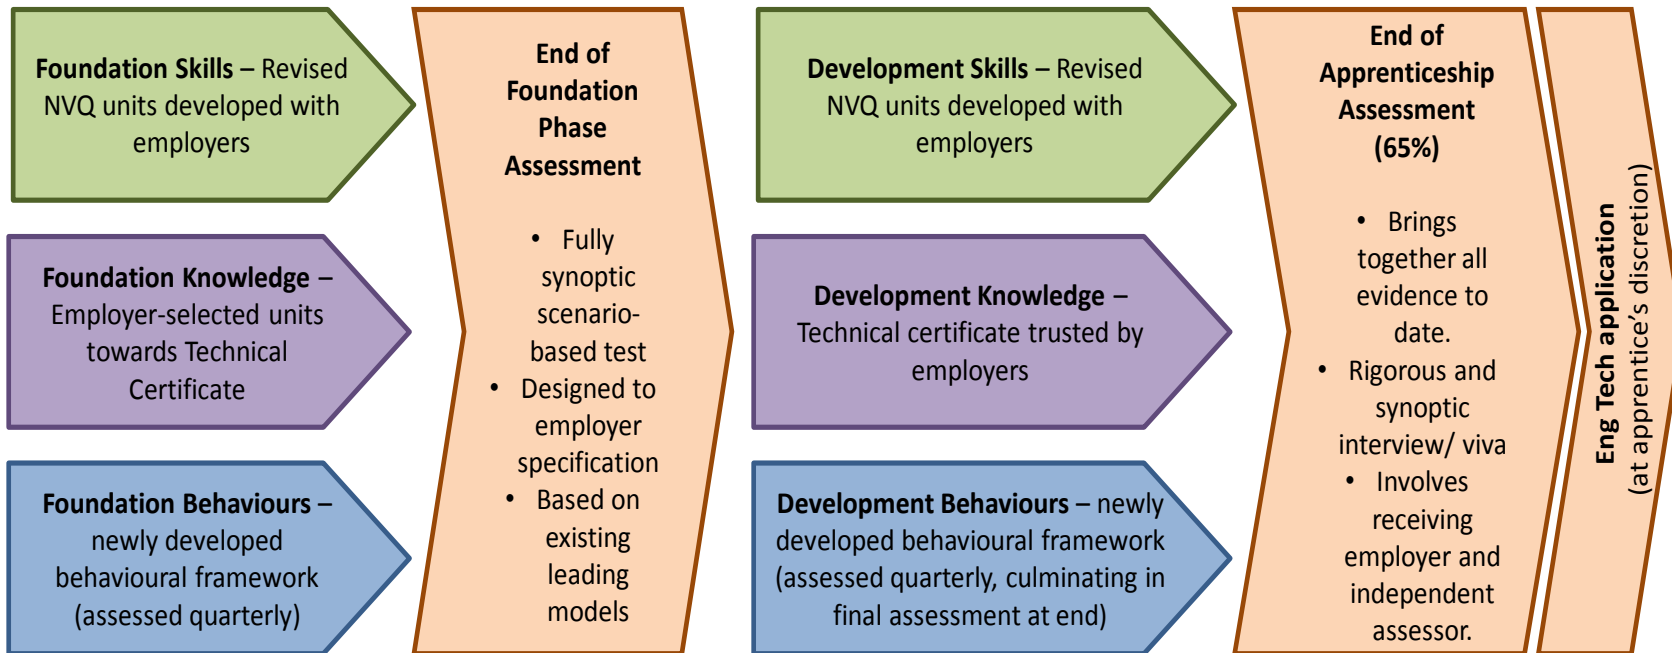 Foundation Skills – Revised
NVQ units developed with
employers
Foundation Knowledge –
Employer-selected units
towards Technical
Certificate
Foundation Behaviours –
newly developed
behavioural framework
(assessed quarterly)
End of
Foundation
Phase
Assessment
• Fully
synoptic
scenario-
based test
• Designed to
employer
specification
• Based on
existing
leading
models
Development Skills – Revised
NVQ units developed with
employers
Development Knowledge –
Technical certificate trusted by
employers
Development Behaviours – newly
developed behavioural framework
(assessed quarterly, culminating in
final assessment at end)
End of
Apprenticeship
Assessment
(65%)
• Brings
together all
evidence to
date.
• Rigorous and
synoptic
interview/ viva
• Involves
receiving
employer and
independent
assessor.
Eng Tech application
(at apprentice’s discretion)